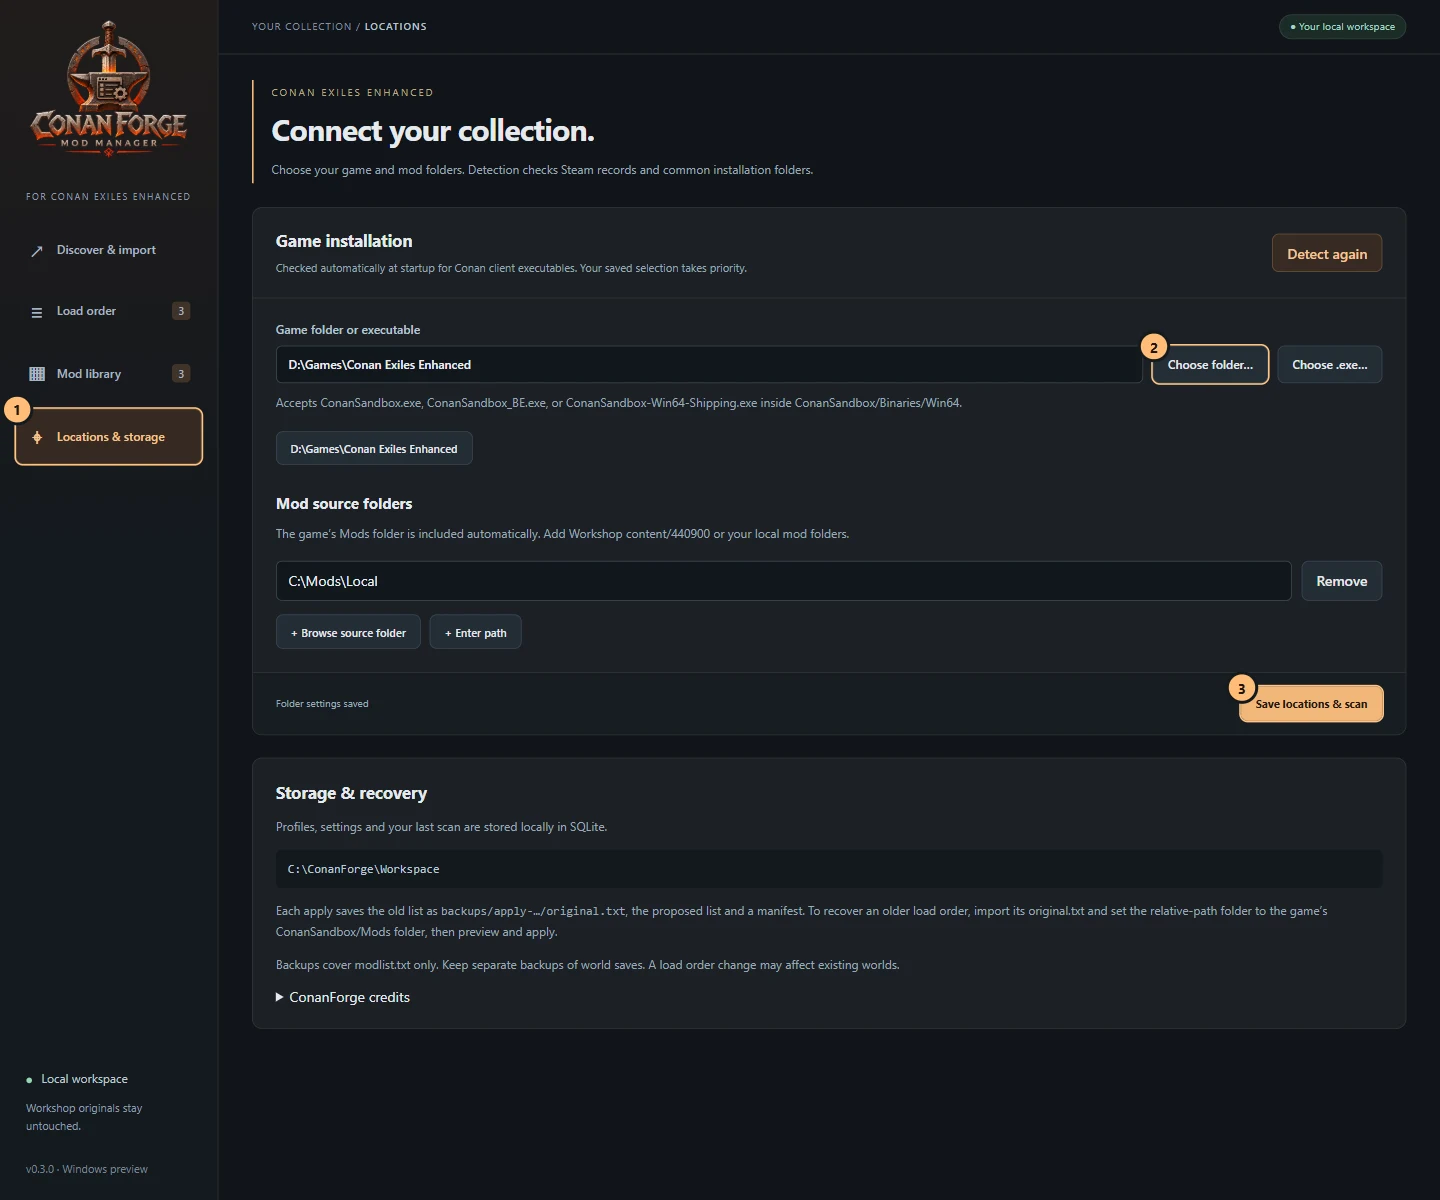 CONAN FORGE
MOD MANAGER
FOR CONAN EXILES ENHANCED
Discover & import
Load order 3
Mod library 3
1
Locations & storage
Local workspace
Workshop originals stay
untouched.
v0.3.0 · Windows preview
YOUR COLLECTION / LOCATIONS
Your local workspace
CONAN EXILES ENHANCED
Connect your collection.
Choose your game and mod folders. Detection checks Steam records and common installation folders.
Game installation
Checked automatically at startup for Conan client executables. Your saved selection takes priority.
Detect again
Game folder or executable
D:\Games\Conan Exiles Enhanced
2
Choose folder...
Choose .exe...
Accepts ConanSandbox.exe, ConanSandbox_BE.exe, or ConanSandbox-Win64-Shipping.exe inside ConanSandbox/Binaries/Win64.
D:\Games\Conan Exiles Enhanced
Mod source folders
The game's Mods folder is included automatically. Add Workshop content/440900 or your local mod folders.
C:\Mods\Local
Remove
+ Browse source folder
+ Enter path
Folder settings saved
3
Save locations & scan
Storage & recovery
Profiles, settings and your last scan are stored locally in SQLite.
C:\ConanForge\Workspace
Each apply saves the old list as backups/apply-…/original.txt, the proposed list and a manifest. To recover an older load order, import its original.txt and set the relative-path folder to the game's
ConanSandbox/Mods folder, then preview and apply.
Backups cover modlist.txt only. Keep separate backups of world saves. A load order change may affect existing worlds.
ConanForge credits